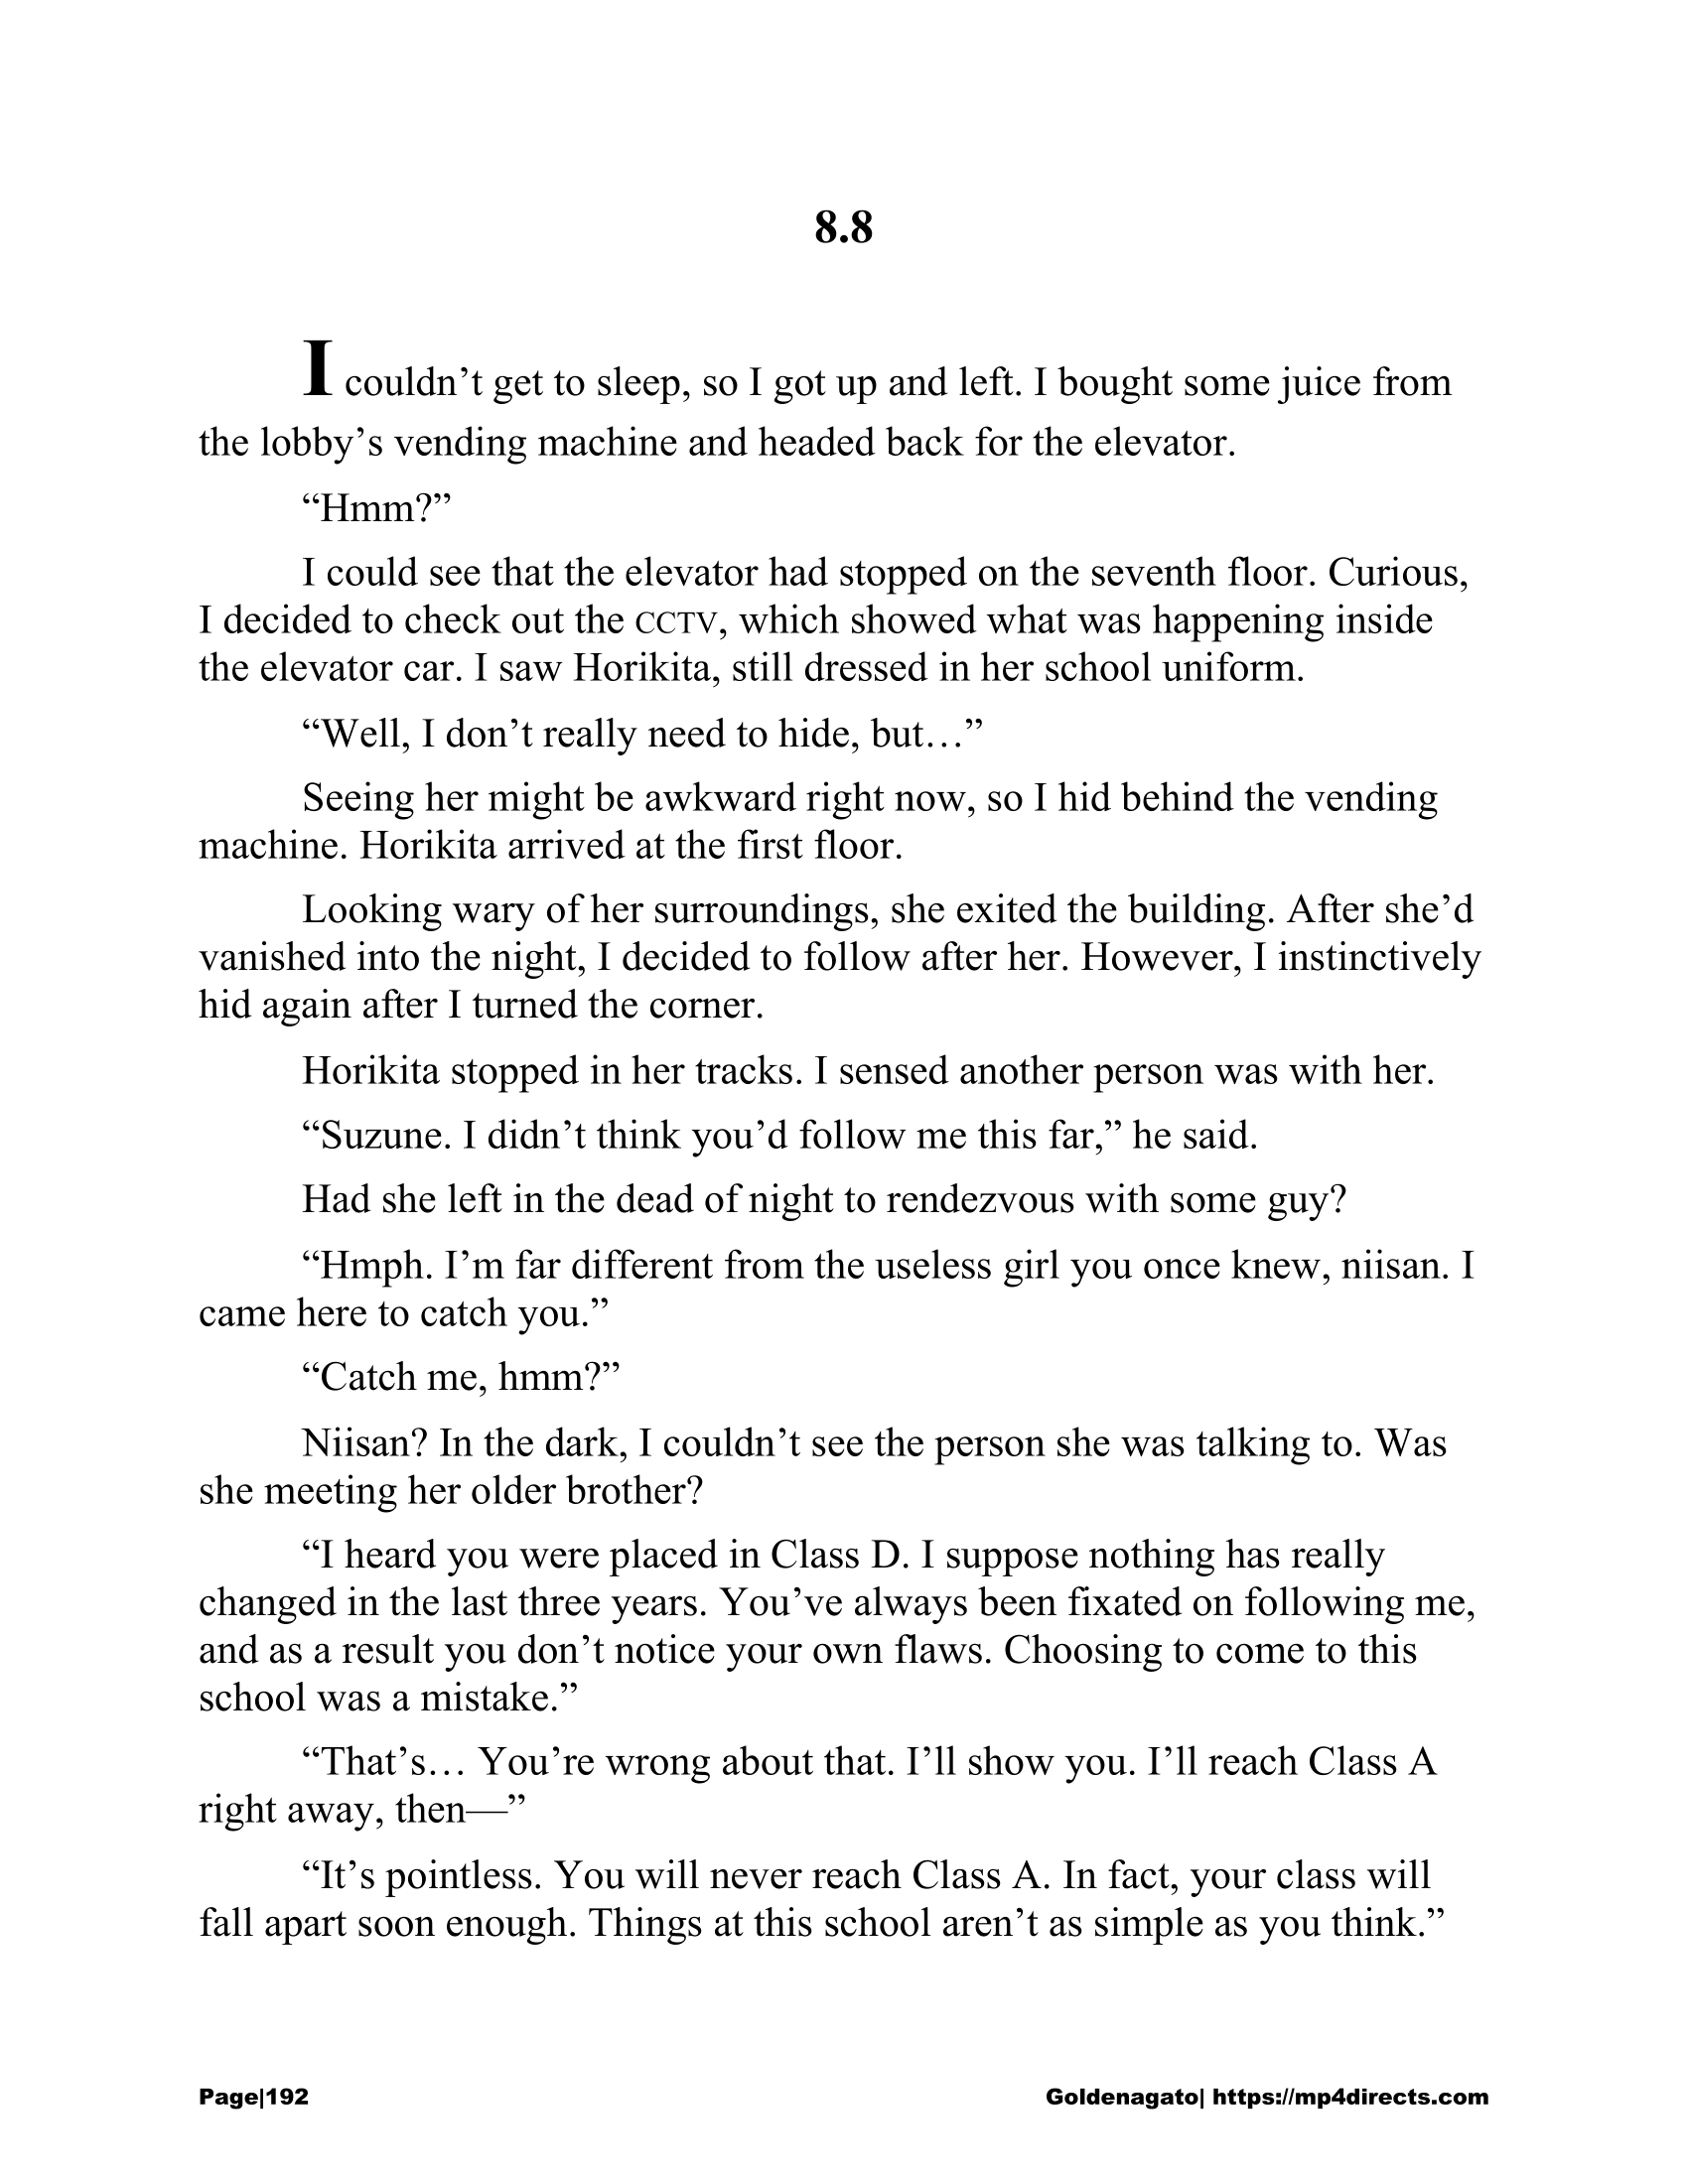 8.8
I couldn’t get to sleep, so I got up and left. I bought some juice from
the lobby’s vending machine and headed back for the elevator.
“Hmm?”
I could see that the elevator had stopped on the seventh floor. Curious,
I decided to check out the CCTV, which showed what was happening inside
the elevator car. I saw Horikita, still dressed in her school uniform.
“Well, I don’t really need to hide, but…”
Seeing her might be awkward right now, so I hid behind the vending
machine. Horikita arrived at the first floor.
Looking wary of her surroundings, she exited the building. After she’d
vanished into the night, I decided to follow after her. However, I instinctively
hid again after I turned the corner.
Horikita stopped in her tracks. I sensed another person was with her.
“Suzune. I didn’t think you’d follow me this far,” he said.
Had she left in the dead of night to rendezvous with some guy?
“Hmph. I’m far different from the useless girl you once knew, niisan. I
came here to catch you.”
“Catch me, hmm?”
Niisan? In the dark, I couldn’t see the person she was talking to. Was
she meeting her older brother?
“I heard you were placed in Class D. I suppose nothing has really
changed in the last three years. You’ve always been fixated on following me,
and as a result you don’t notice your own flaws. Choosing to come to this
school was a mistake.”
“That’s… You’re wrong about that. I’ll show you. I’ll reach Class A
right away, then—”
“It’s pointless. You will never reach Class A. In fact, your class will
fall apart soon enough. Things at this school aren’t as simple as you think.”
Page|192 Goldenagato| https://mp4directs.com